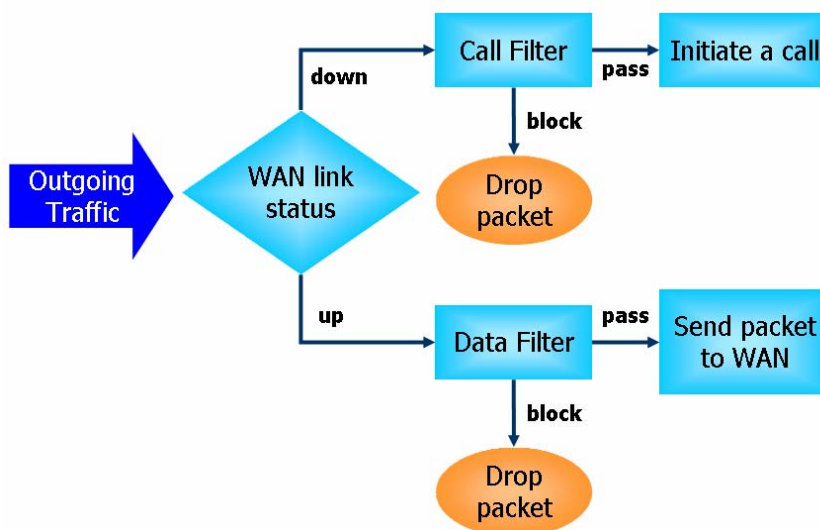 Outgoing
Traffic
WAN link
status
down
Call Filter
pass
Initiate a call
block
Drop
packet
up
Data Filter
pass
Send packet
to WAN
block
Drop
packet